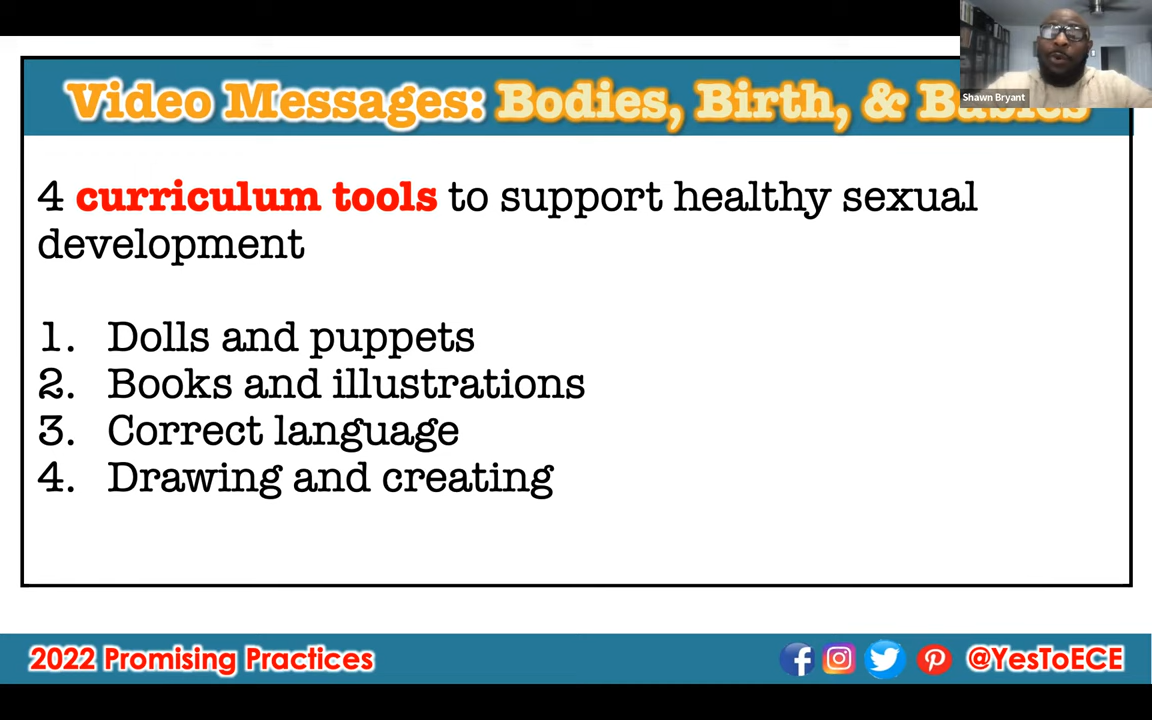 Video Messages: Bodies, Birth, & Babies
Shawn Bryant
4 curriculum tools to support healthy sexual
development
1. Dolls and puppets
2. Books and illustrations
3. Correct language
4. Drawing and creating
2022 Promising Practices
@YesToECE